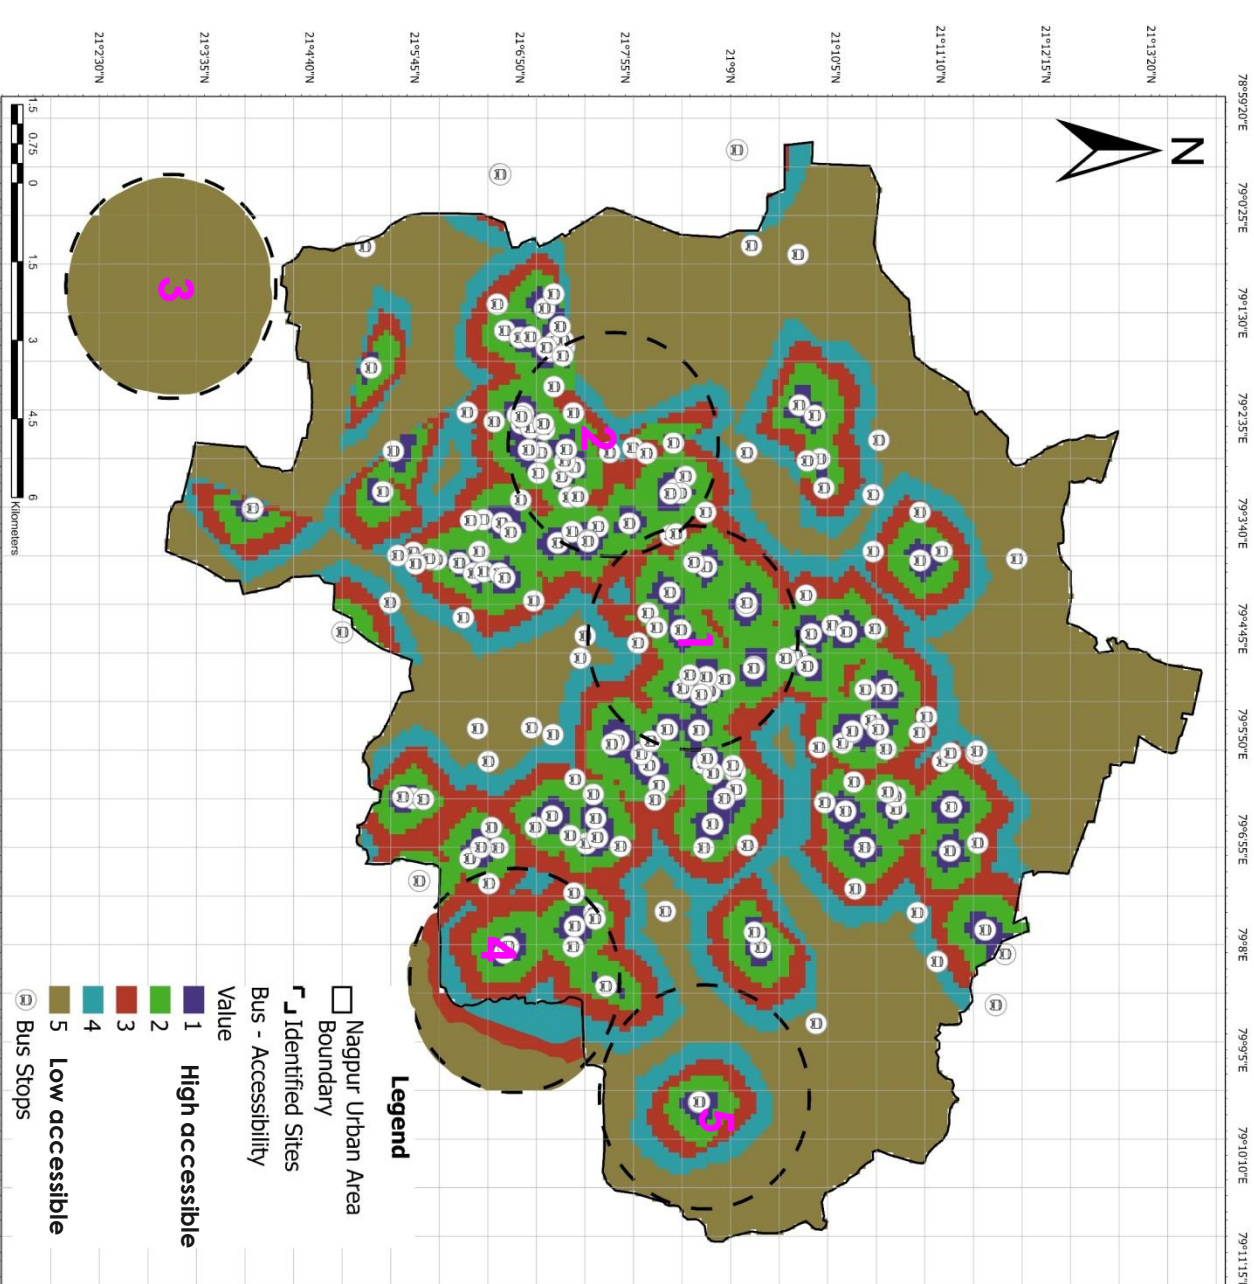 78°59'20"E 79°0'25"E 79°1'30"E 79°2'35"E 79°3'40"E 79°4'45"E 79°5'50"E 79°6'55"E 79°8'E 79°9'5"E 79°10'10"E 79°11'15"E
N
21°13'20"N
21°12'15"N
21°11'10"N
21°10'5"N
21°9'N
21°7'55"N
21°6'50"N
21°5'45"N
21°4'40"N
21°3'35"N
21°2'30"N
5
1
2
4
3
Legend
Nagpur Urban Area
Boundary
Identified Sites
Bus - Accessibility
Value
1 High accessible
2
3
4
5 Low accessible
Bus Stops
1.5 0.75 0 1.5 3 4.5 6
Kilometers